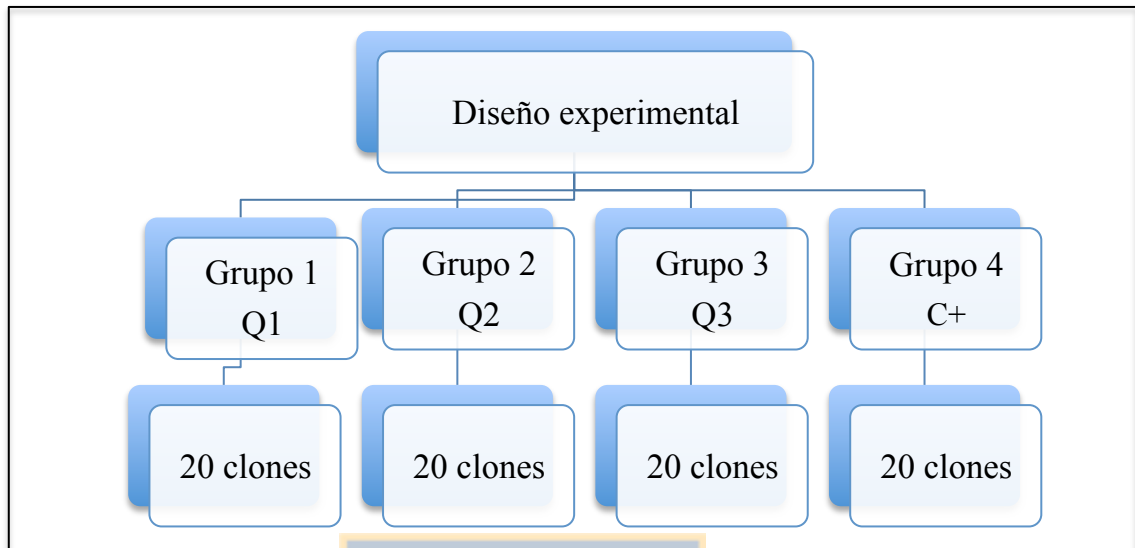 Diseño experimental
Grupo 1
Q1
Grupo 2
Q2
Grupo 3
Q3
Grupo 4
C+
20 clones
20 clones
20 clones
20 clones